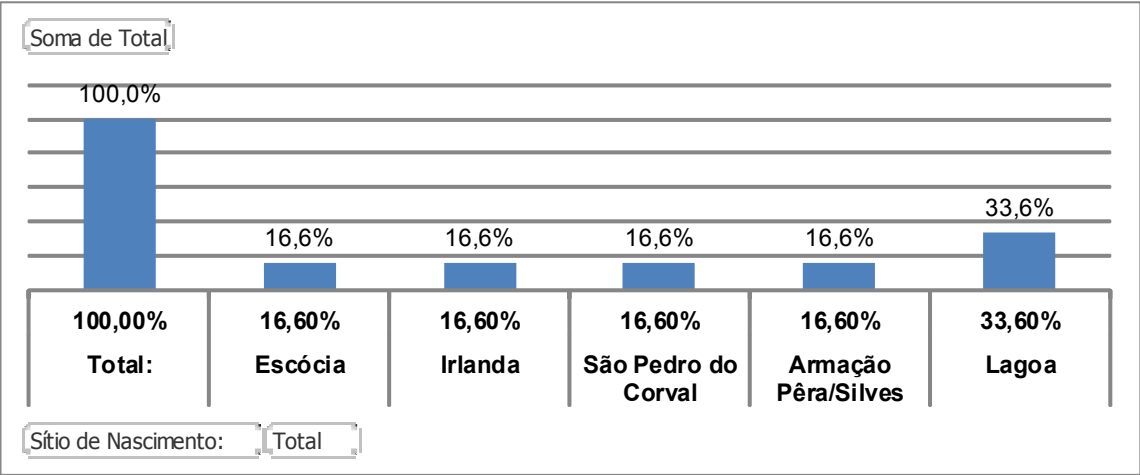 Soma de Total
100,0%
16,6%
16,6%
16,6%
16,6%
33,6%
100,00%
16,60%
16,60%
16,60%
16,60%
33,60%
Total:
Escócia
Irlanda
São Pedro do
Corval
Armação
Pêra/Silves
Lagoa
Sítio de Nascimento:
Total